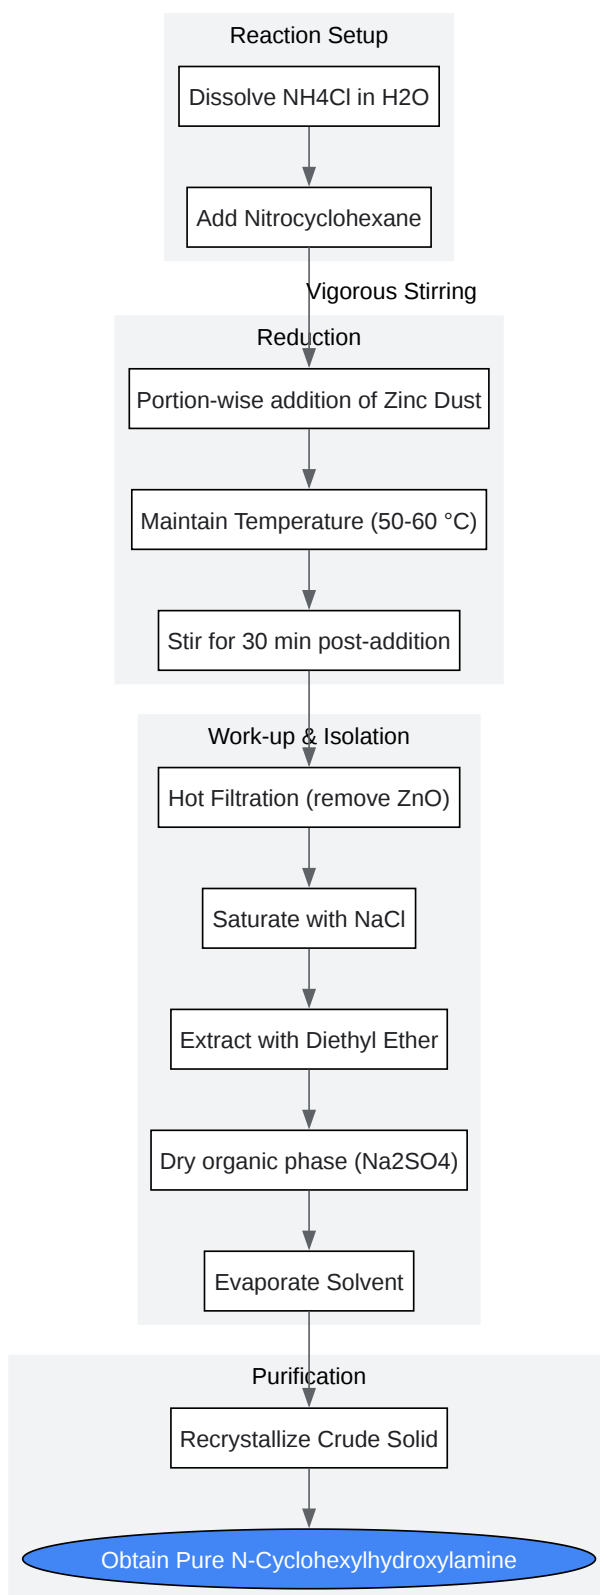 Reaction Setup
Dissolve NH4Cl in H2O
Add Nitrocyclohexane
Vigorous Stirring
Reduction
Portion-wise addition of Zinc Dust
Maintain Temperature (50-60 °C)
Stir for 30 min post-addition
Work-up & Isolation
Hot Filtration (remove ZnO)
Saturate with NaCl
Extract with Diethyl Ether
Dry organic phase (Na2SO4)
Evaporate Solvent
Purification
Recrystallize Crude Solid
Obtain Pure N-Cyclohexylhydroxylamine